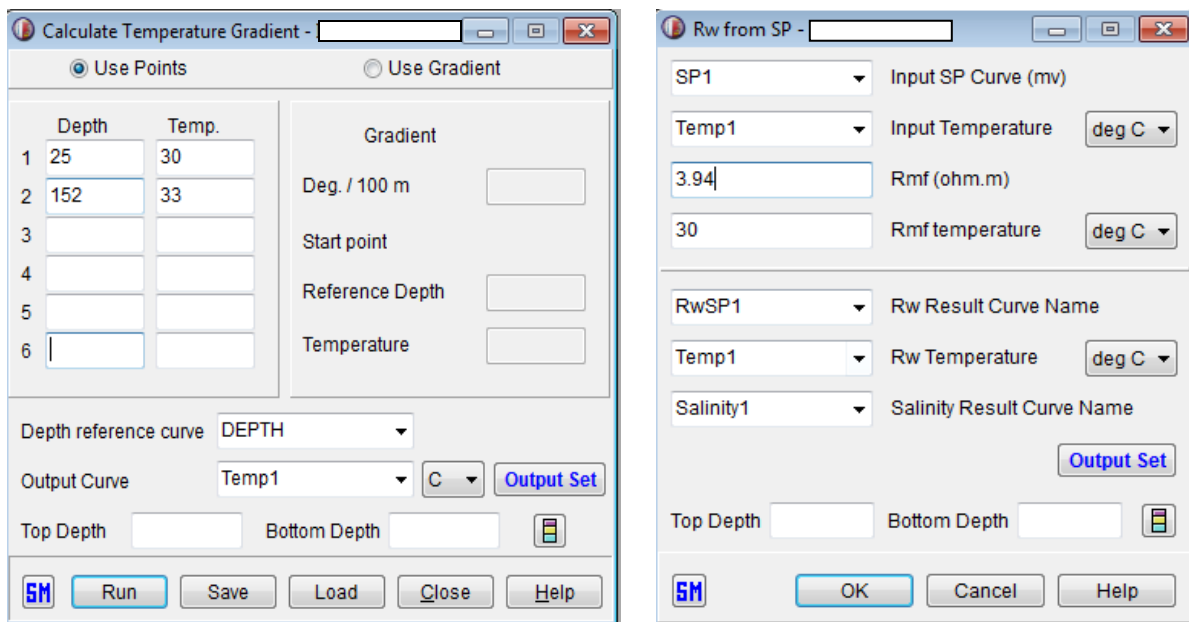 Calculate Temperature Gradient -
Use Points Use Gradient
Depth Temp.
1 25 30
2 152 33
3
4
5
6
Gradient
Deg. / 100 m
Start point
Reference Depth
Temperature
Depth reference curve DEPTH
Output Curve Temp1 C Output Set
Top Depth Bottom Depth
SM Run Save Load Close Help
Rw from SP -
SP1 Input SP Curve (mv)
Temp1 Input Temperature deg C
3.94 Rmf (ohm.m)
30 Rmf temperature deg C
RwSP1 Rw Result Curve Name
Temp1 Rw Temperature deg C
Salinity1 Salinity Result Curve Name
Output Set
Top Depth Bottom Depth
SM OK Cancel Help